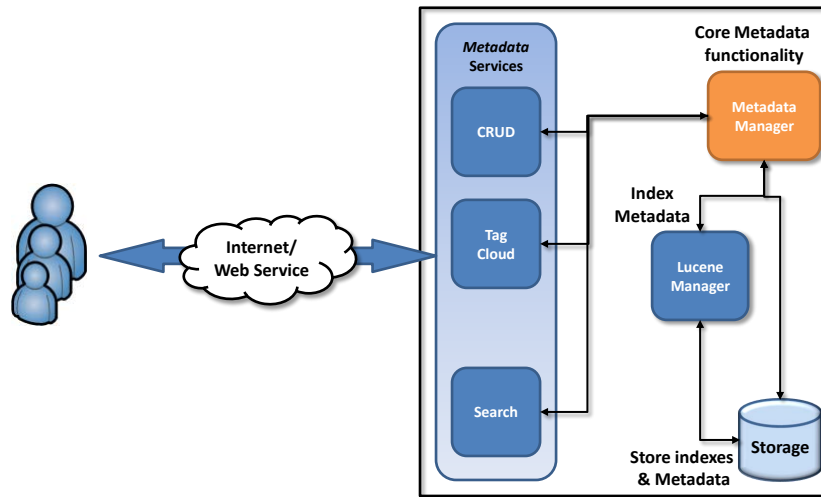 Metadata
Services
CRUD
Tag
Cloud
Search
Internet/
Web Service
Core Metadata
functionality
Metadata
Manager
Index
Metadata
Lucene
Manager
Storage
Store indexes
& Metadata